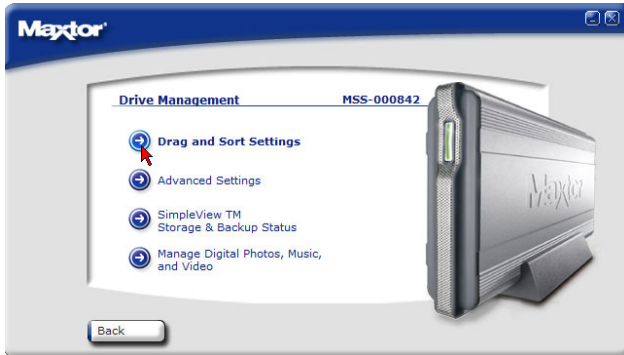 Maxtor
Drive Management MSS-000842
Drag and Sort Settings
Advanced Settings
SimpleView TM
Storage & Backup Status
Manage Digital Photos, Music,
and Video
Maxtor
Back